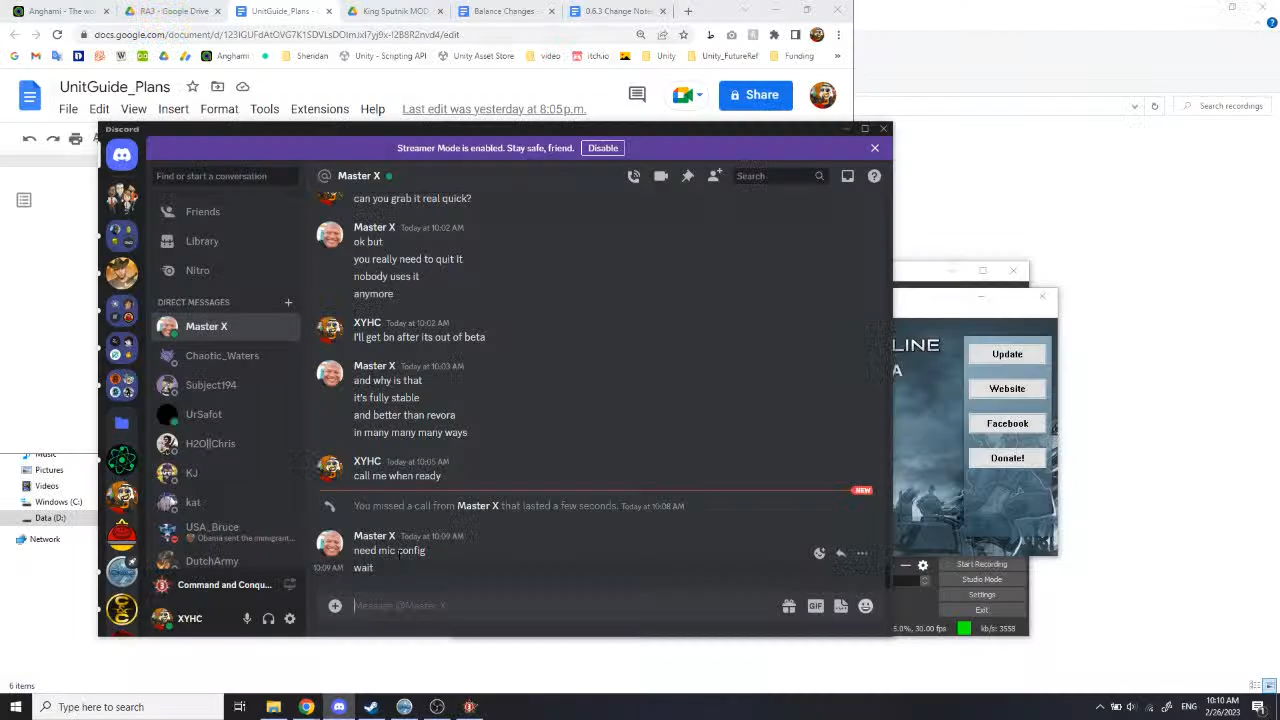 Anghami - the w...
RA3 - Google Drive
UnitGuide_Plans -
King Sputnik MOD
Balance Changes
0.6.3 Change Notes
docs.google.com/document/d/123IGUFdAtOVG7K1SDVLsDOImJxl7yj9x-!2B8R2nvd4/edit
Anghami
Sheridan
Unity – Scripting API
Unity Asset Store
video
itchio
Unity
Unity_FutureRef
Funding
»
UnitGuide_Plans
File Edit View Insert Format Tools Extensions Help
Last edit was yesterday at 8:05 p.m.
Share
Search recordings
Discord
Streamer Mode is enabled. Stay safe, friend.
Disable
Find or start a conversation
Master X
Search
Friends
Library
Nitro
DIRECT MESSAGES
Master X
Chaotic_Waters
Subject194
UrSafot
H2O||Chris
KJ
kat
USA_Bruce
Obama sent the immigrant...
DutchArmy
Command and Conqu...
XYHC
can you grab it real quick?
Master X Today at 10:02 AM
ok but
you really need to quit it
nobody uses it
anymore
XYHC Today at 10:02 AM
I'll get bn after its out of beta
Master X Today at 10:03 AM
and why is that
it's fully stable
and better than revora
in many many many ways
XYHC Today at 10:05 AM
call me when ready
NEW
You missed a call from Master X that lasted a few seconds. Today at 10:08 AM
Master X Today at 10:09 AM
need mic config
10:09 AM wait
Message @Master X
GIF
LINE
A
Update
Website
Facebook
Donate!
Start Recording
Studio Mode
Settings
Exit
5.0%, 30.00 fps
kb/s: 3558
Music
Pictures
Videos
Windows (C:)
Data (D:)
Network
6 items
Type here to search
ENG
10:10 AM
2/26/2023